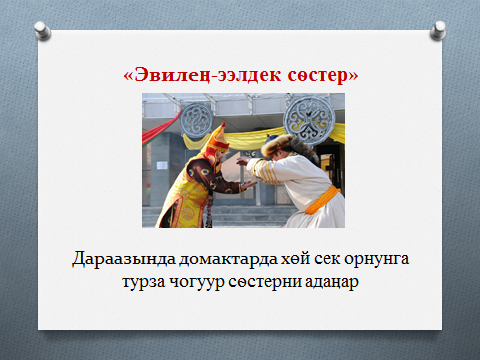 «Эвилең-ээлдек сөстер»
Дараазында домактарда хөй сек орнунга
турза чогуур сөстерни адаңар